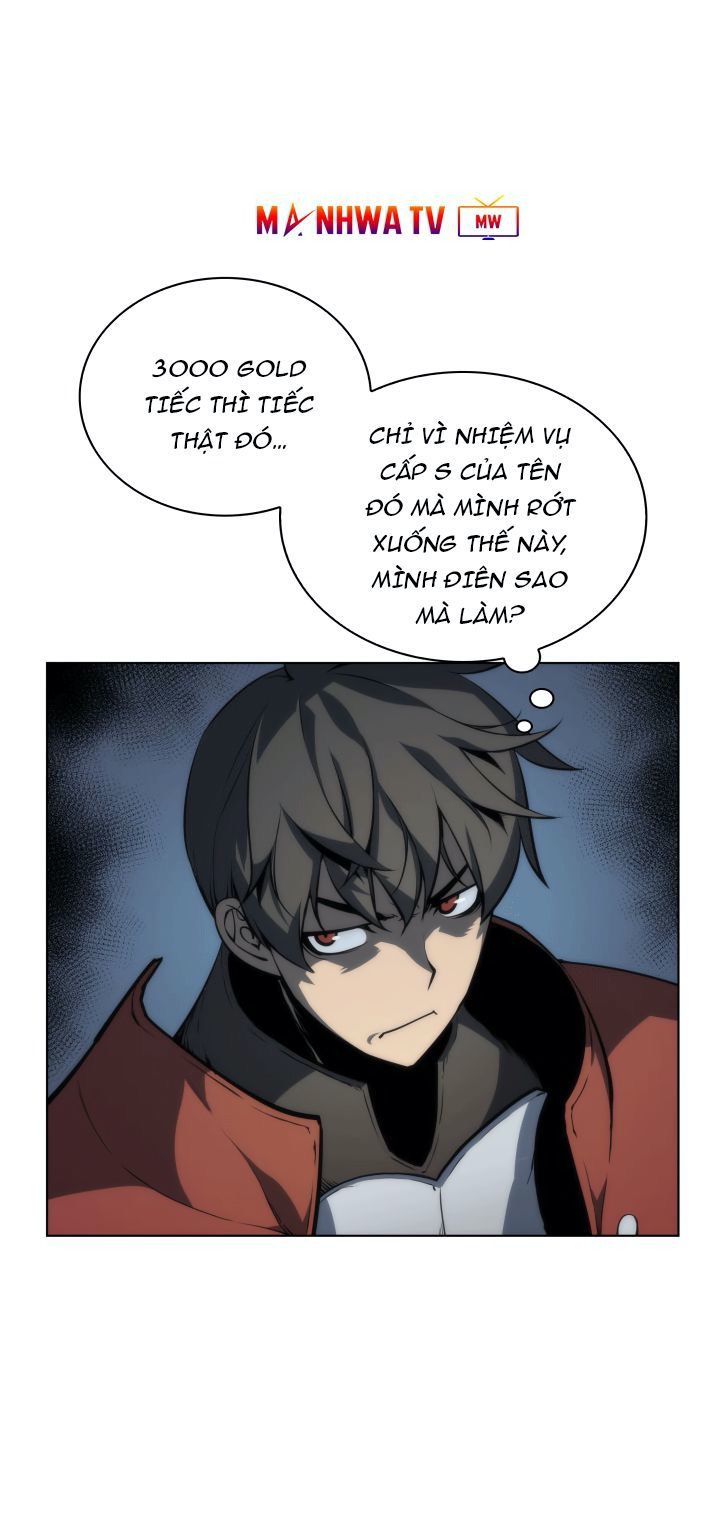 MANHWA TV MW
3000 GOLD
TIẾC THÌ TIẾC
THẬT ĐÓ...
CHỈ VÌ NHIỆM VỤ
CẤP S CỦA TÊN
ĐÓ MÀ MÌNH RỚT
XUỐNG THẾ NÀY,
MÌNH ĐIÊN SAO
MÀ LÀM?